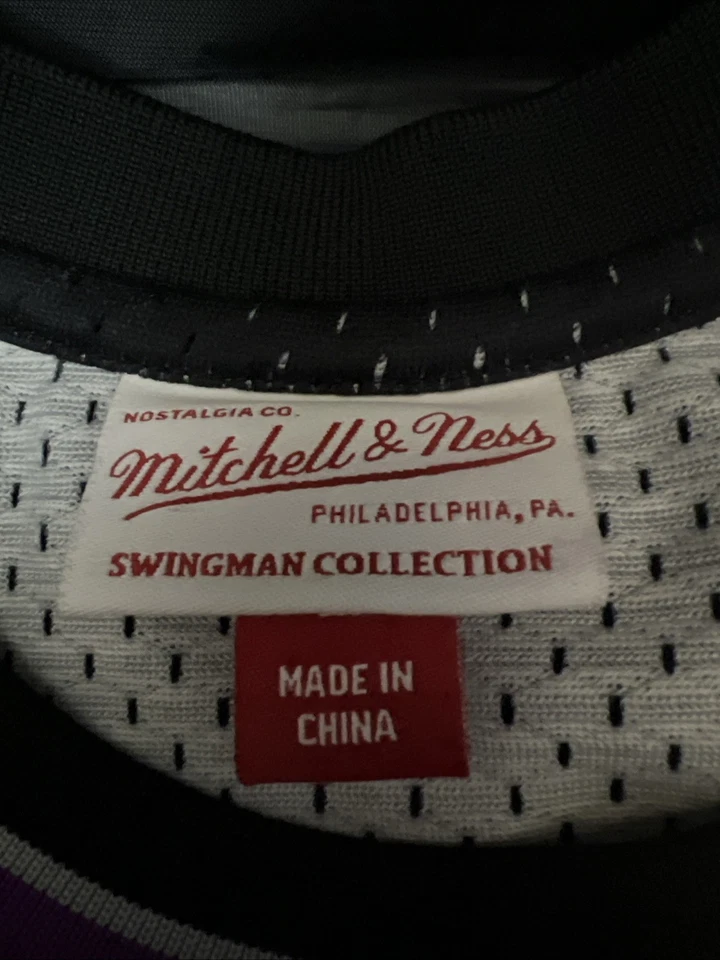 NOSTALGIA CO.
Mitchell & Ness
PHILADELPHIA, PA.
SWINGMAN COLLECTION
MADE IN
CHINA